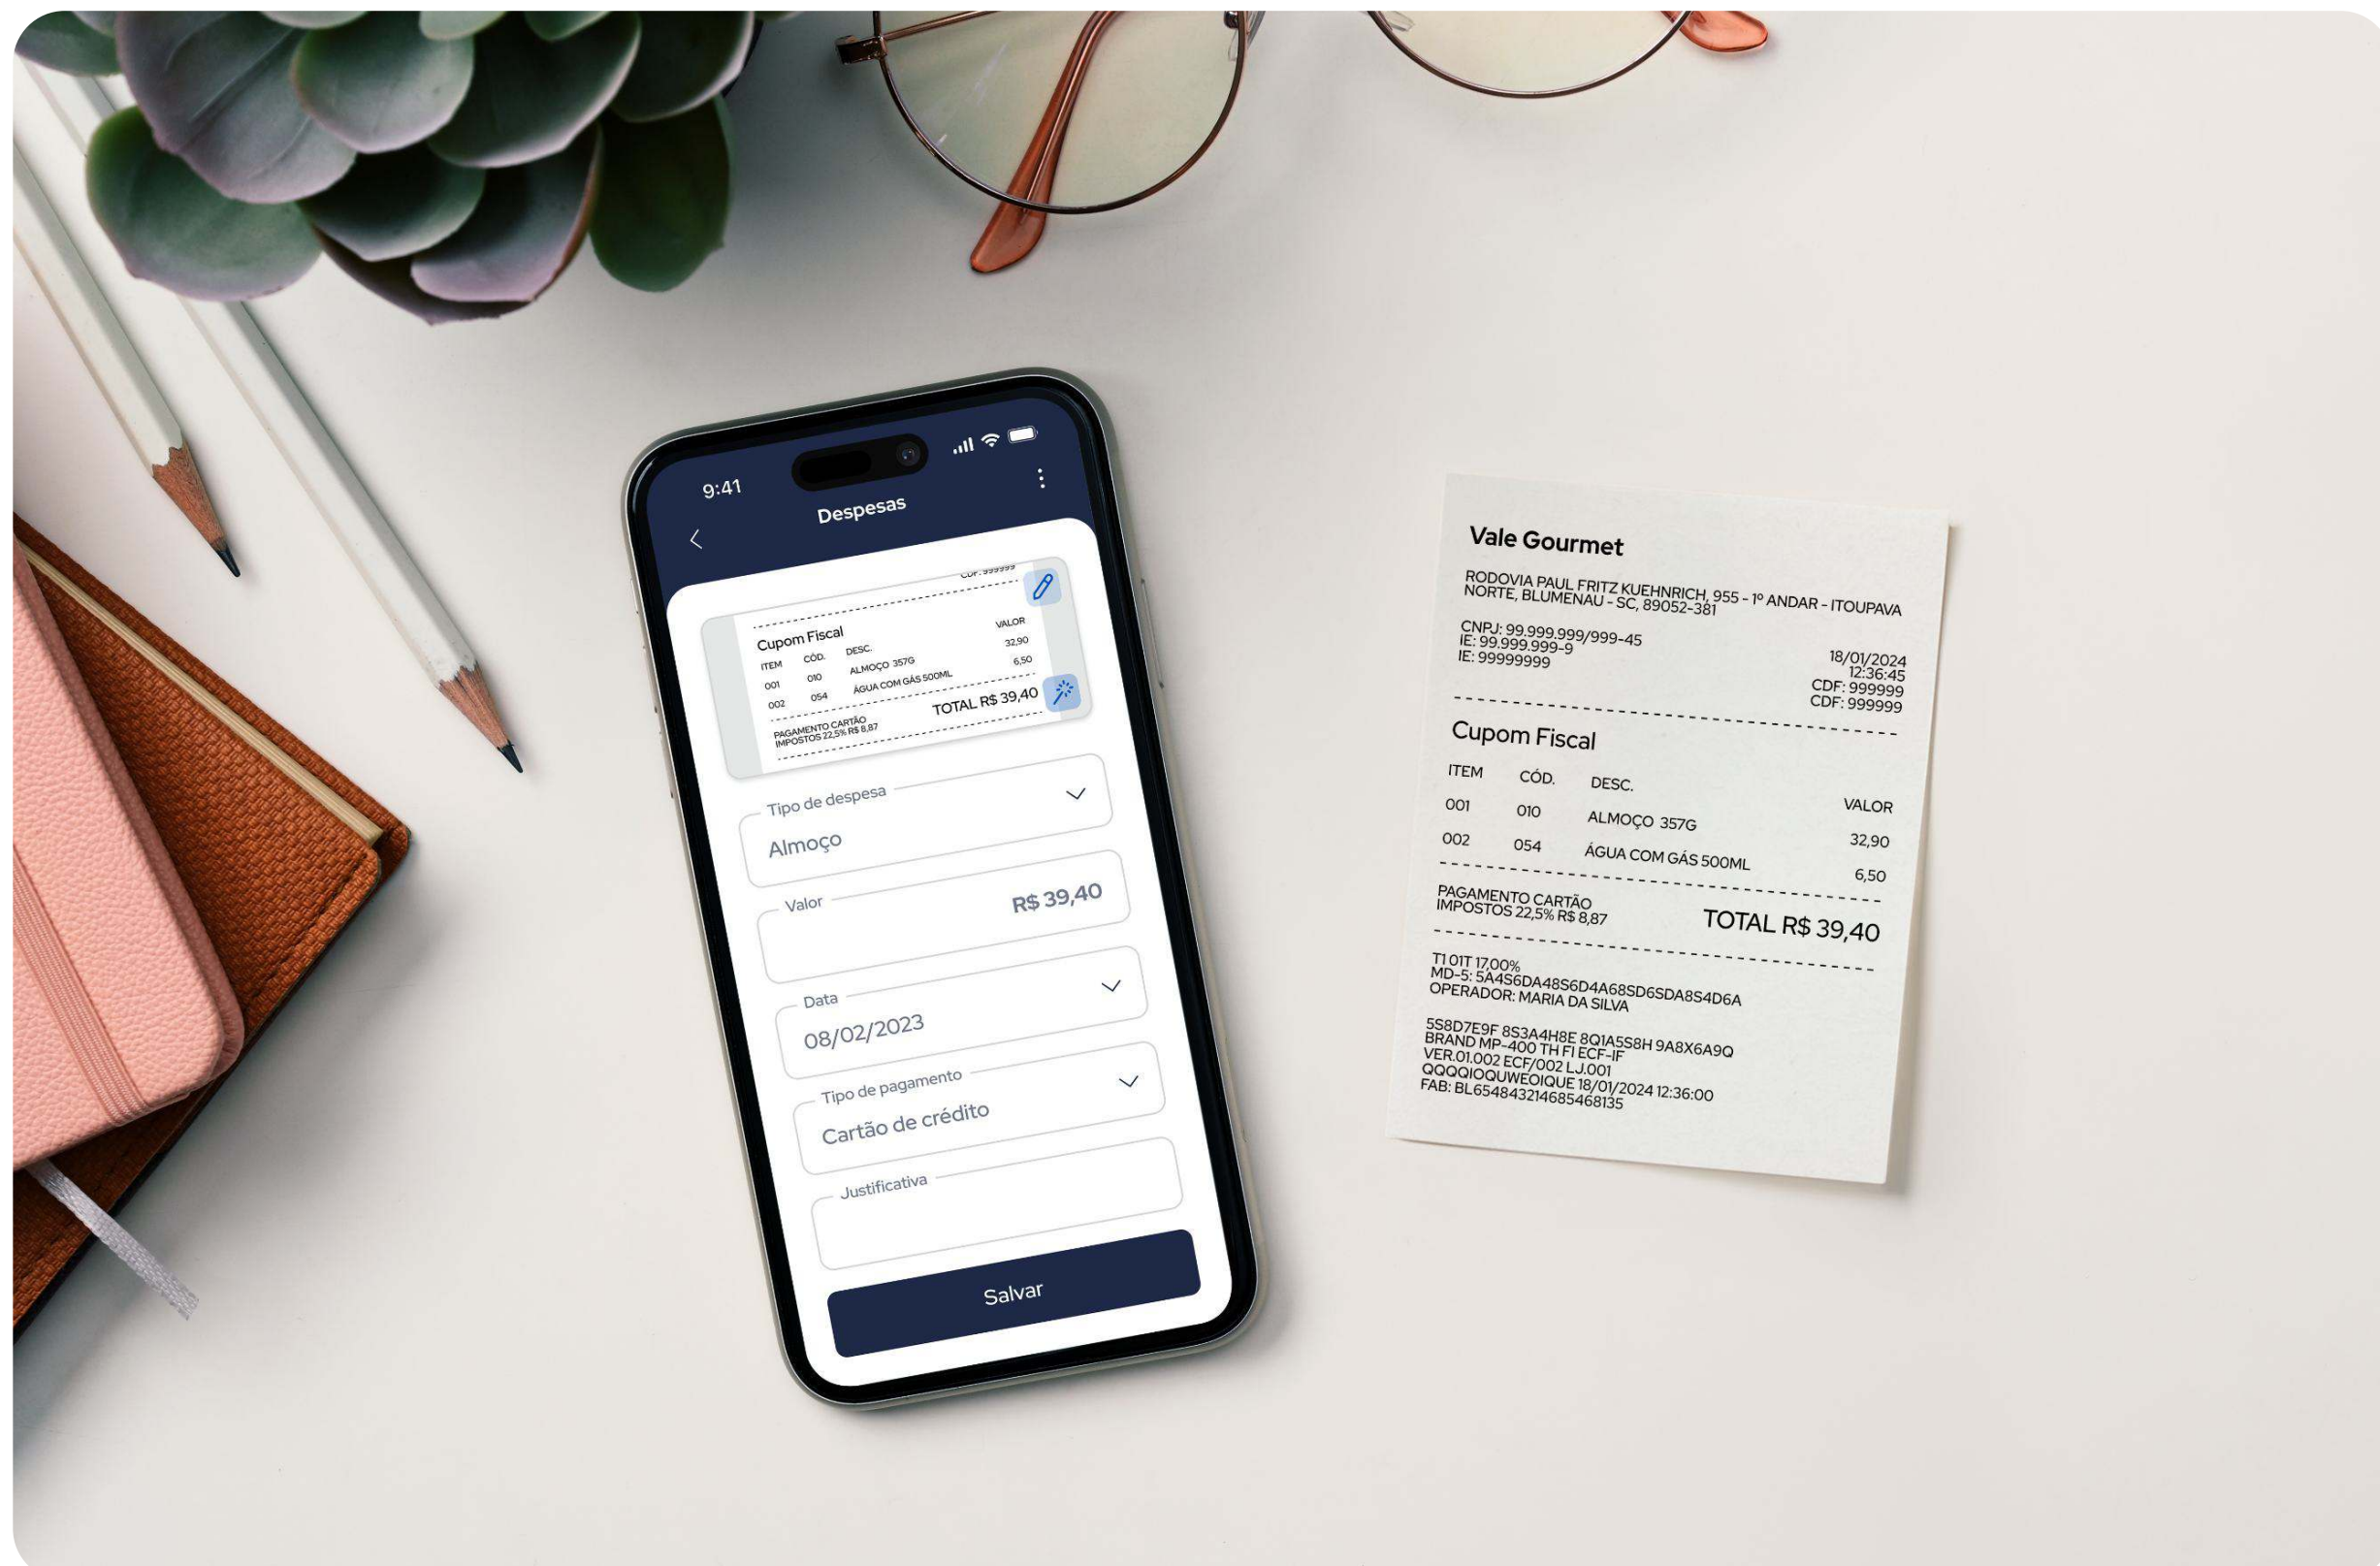 9:41
Despesas
CDF: 999999
Cupom Fiscal
ITEM CÓD. DESC. VALOR
001 010 ALMOÇO 357G 32,90
002 054 ÁGUA COM GÁS 500ML 6,50
PAGAMENTO CARTÃO
IMPOSTOS 22,5% R$ 8,87
TOTAL R$ 39,40
Tipo de despesa
Almoço
Valor
R$ 39,40
Data
08/02/2023
Tipo de pagamento
Cartão de crédito
Justificativa
Salvar
Vale Gourmet
RODOVIA PAUL FRITZ KUEHNRICH, 955 - 1º ANDAR - ITOUPAVA
NORTE, BLUMENAU - SC, 89052-381
CNPJ: 99.999.999/999-45
IE: 99.999.999-9
IE: 99999999
18/01/2024
12:36:45
CDF: 999999
CDF: 999999
Cupom Fiscal
ITEM CÓD. DESC. VALOR
001 010 ALMOÇO 357G 32,90
002 054 ÁGUA COM GÁS 500ML 6,50
PAGAMENTO CARTÃO
IMPOSTOS 22,5% R$ 8,87
TOTAL R$ 39,40
T1 01T 17,00%
MD-5: 5A4S6DA48S6D4A68SD6SDA8S4D6A
OPERADOR: MARIA DA SILVA
5S8D7E9F 8S3A4H8E 8Q1A5S8H 9A8X6A9Q
BRAND MP-400 TH FI ECF-IF
VER.01.002 ECF/002 LJ.001
QQQQIOQUWEOIQUE 18/01/2024 12:36:00
FAB: BL654843214685468135